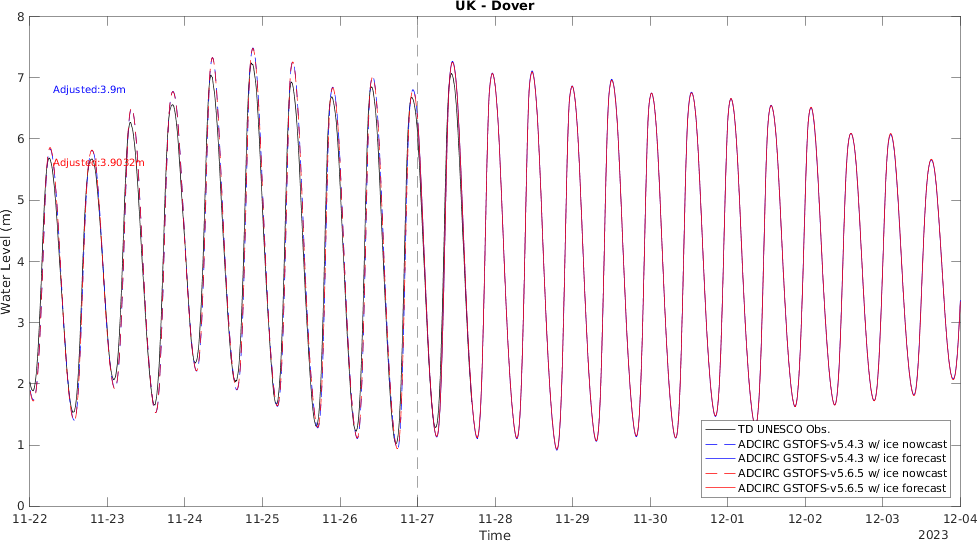 UK - Dover
8
7
6
5
4
3
2
1
0
Water Level (m)
Adjusted:3.9m
Adjusted:3.9032m
TD UNESCO Obs.
ADCIRC GSTOFS-v5.4.3 w/ ice nowcast
ADCIRC GSTOFS-v5.4.3 w/ ice forecast
ADCIRC GSTOFS-v5.6.5 w/ ice nowcast
ADCIRC GSTOFS-v5.6.5 w/ ice forecast
11-22 11-23 11-24 11-25 11-26 11-27 11-28 11-29 11-30 12-01 12-02 12-03 12-04
Time
2023